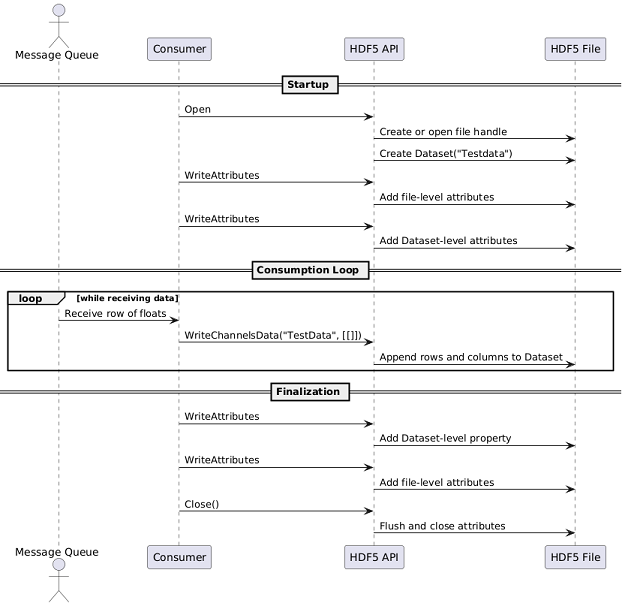 Message Queue
Consumer
HDF5 API
HDF5 File
Startup
Open
Create or open file handle
Create Dataset("Testdata")
WriteAttributes
Add file-level attributes
WriteAttributes
Add Dataset-level attributes
Consumption Loop
loop [while receiving data]
Receive row of floats
WriteChannelsData("TestData", [[]])
Append rows and columns to Dataset
Finalization
WriteAttributes
Add Dataset-level property
WriteAttributes
Add file-level attributes
Close()
Flush and close attributes
Message Queue
Consumer
HDF5 API
HDF5 File